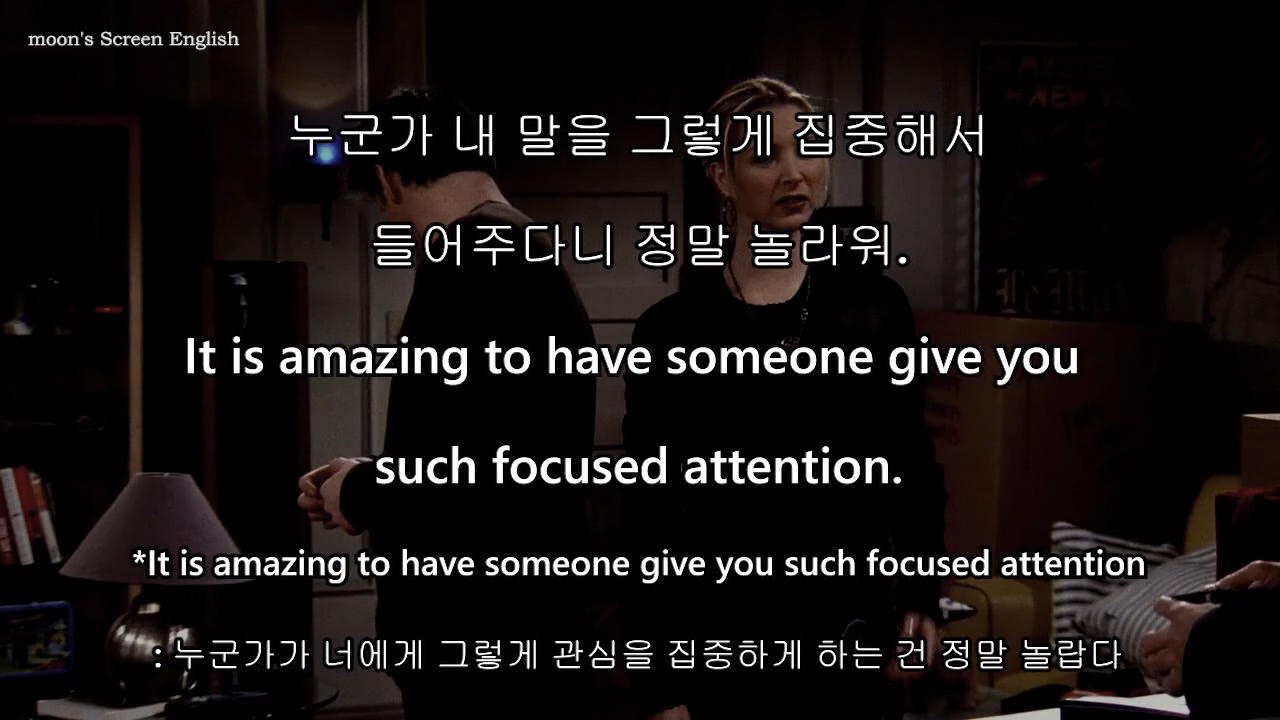 moon's Screen English
누군가 내 말을 그렇게 집중해서
들어주다니 정말 놀라워.
It is amazing to have someone give you
such focused attention.
*It is amazing to have someone give you such focused attention
: 누군가가 너에게 그렇게 관심을 집중하게 하는 건 정말 놀랍다